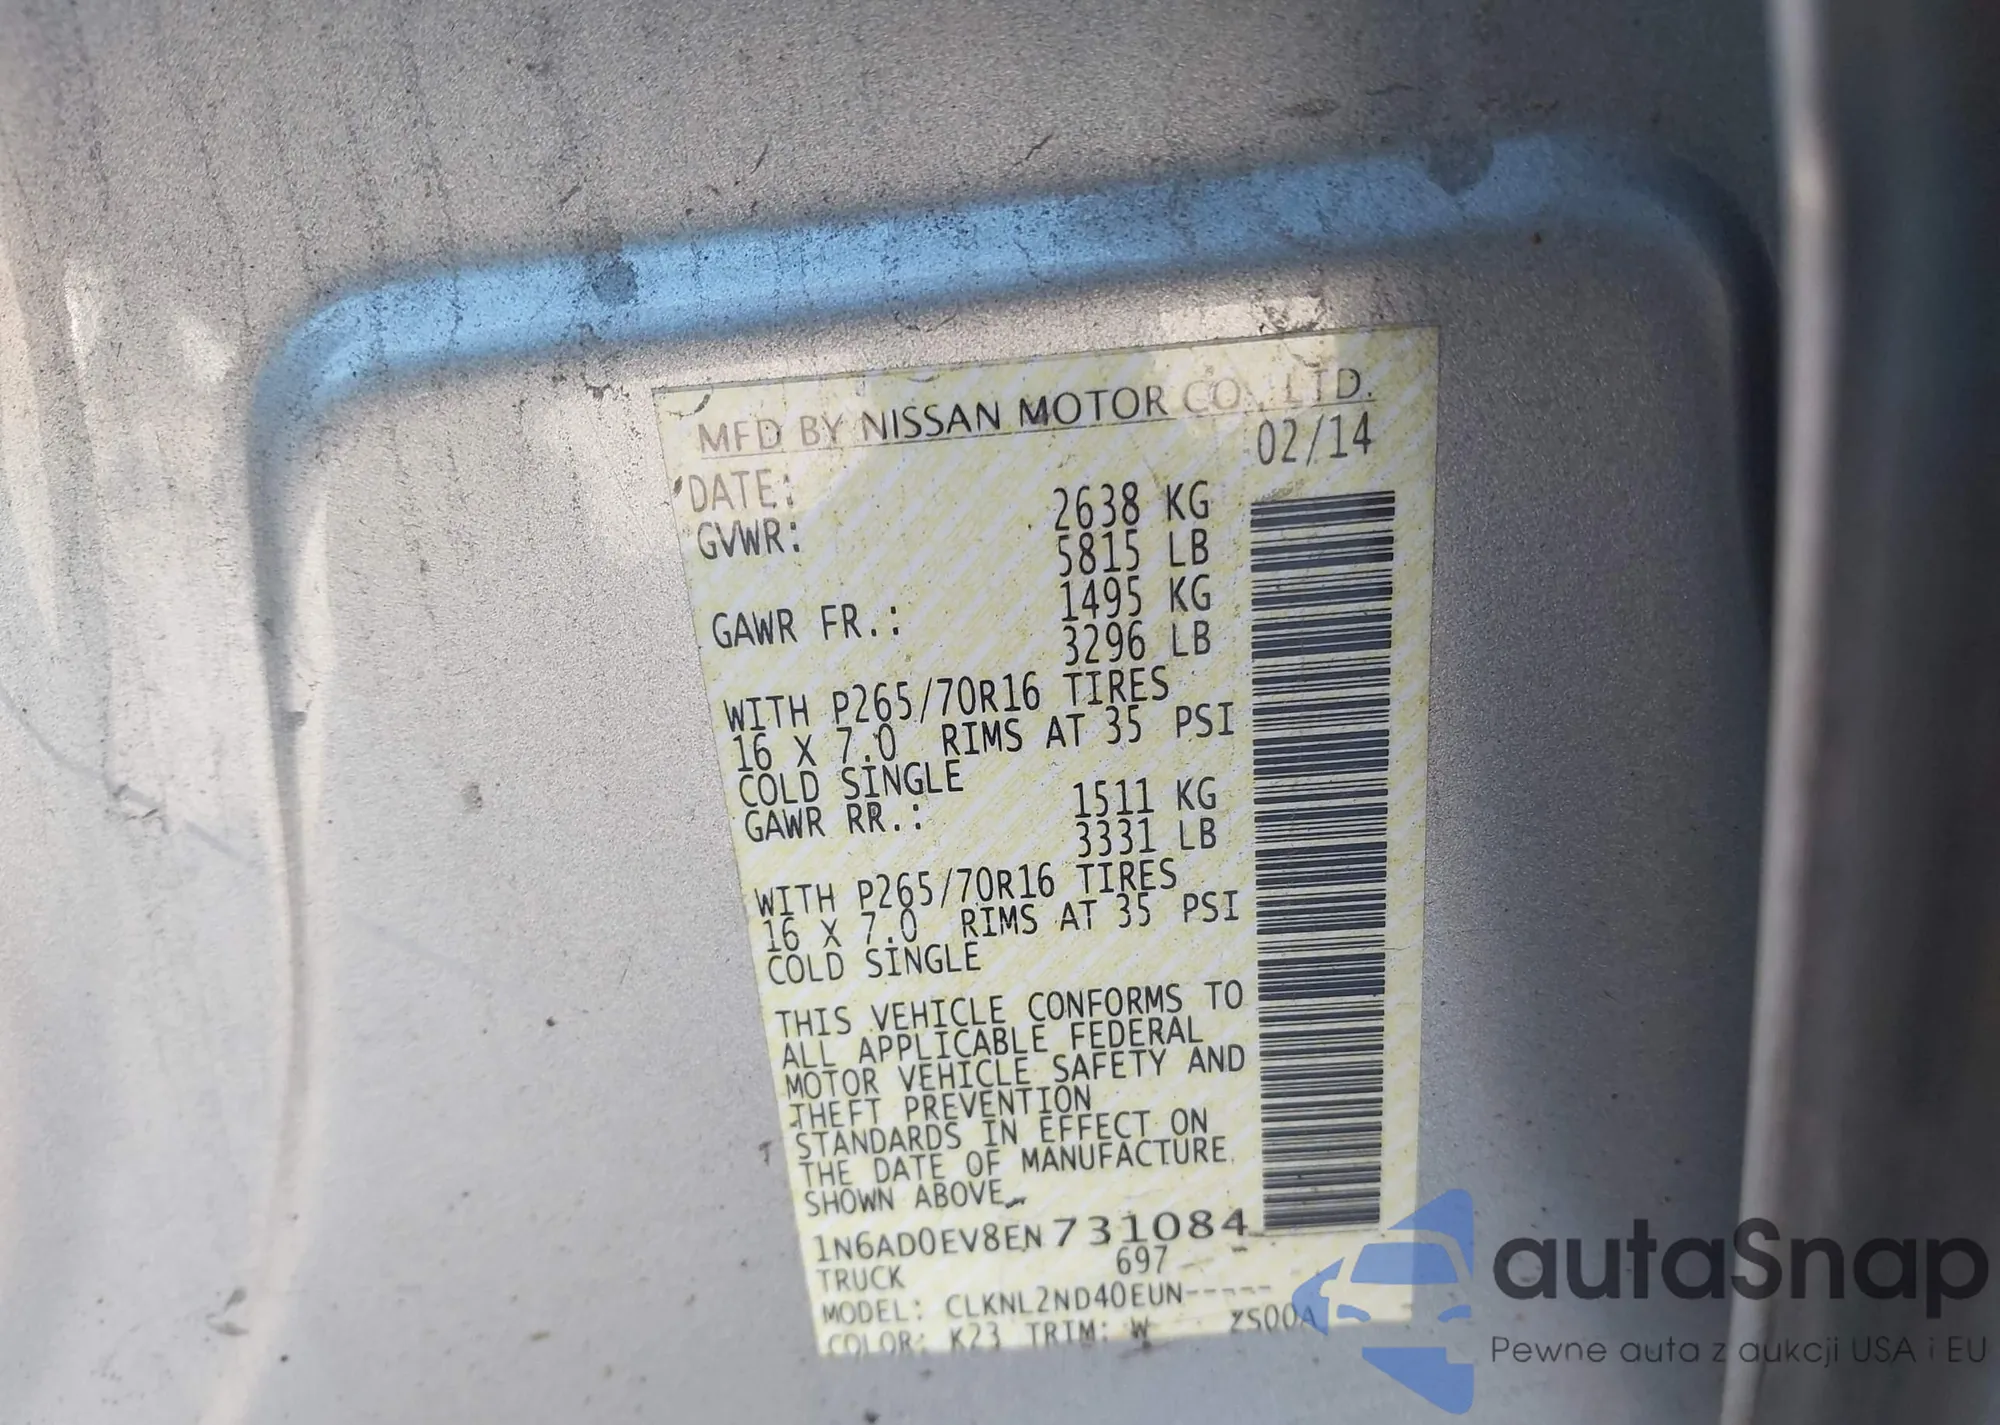 MFD BY NISSAN MOTOR CO., LTD.
DATE: 02/14
GVWR: 2638 KG
5815 LB
GAWR FR.: 1495 KG
3296 LB
WITH P265/70R16 TIRES
16 X 7.0 RIMS AT 35 PSI
COLD SINGLE
GAWR RR.: 1511 KG
3331 LB
WITH P265/70R16 TIRES
16 X 7.0 RIMS AT 35 PSI
COLD SINGLE
THIS VEHICLE CONFORMS TO
ALL APPLICABLE FEDERAL
MOTOR VEHICLE SAFETY AND
THEFT PREVENTION
STANDARDS IN EFFECT ON
THE DATE OF MANUFACTURE
SHOWN ABOVE.
1N6AD0EV8EN731084
TRUCK 697
MODEL: CLKNL2ND40EUN-----
COLOR: K23 TRIM: W ZS00A
autaSnap
Pewne auta z aukcji USA i EU